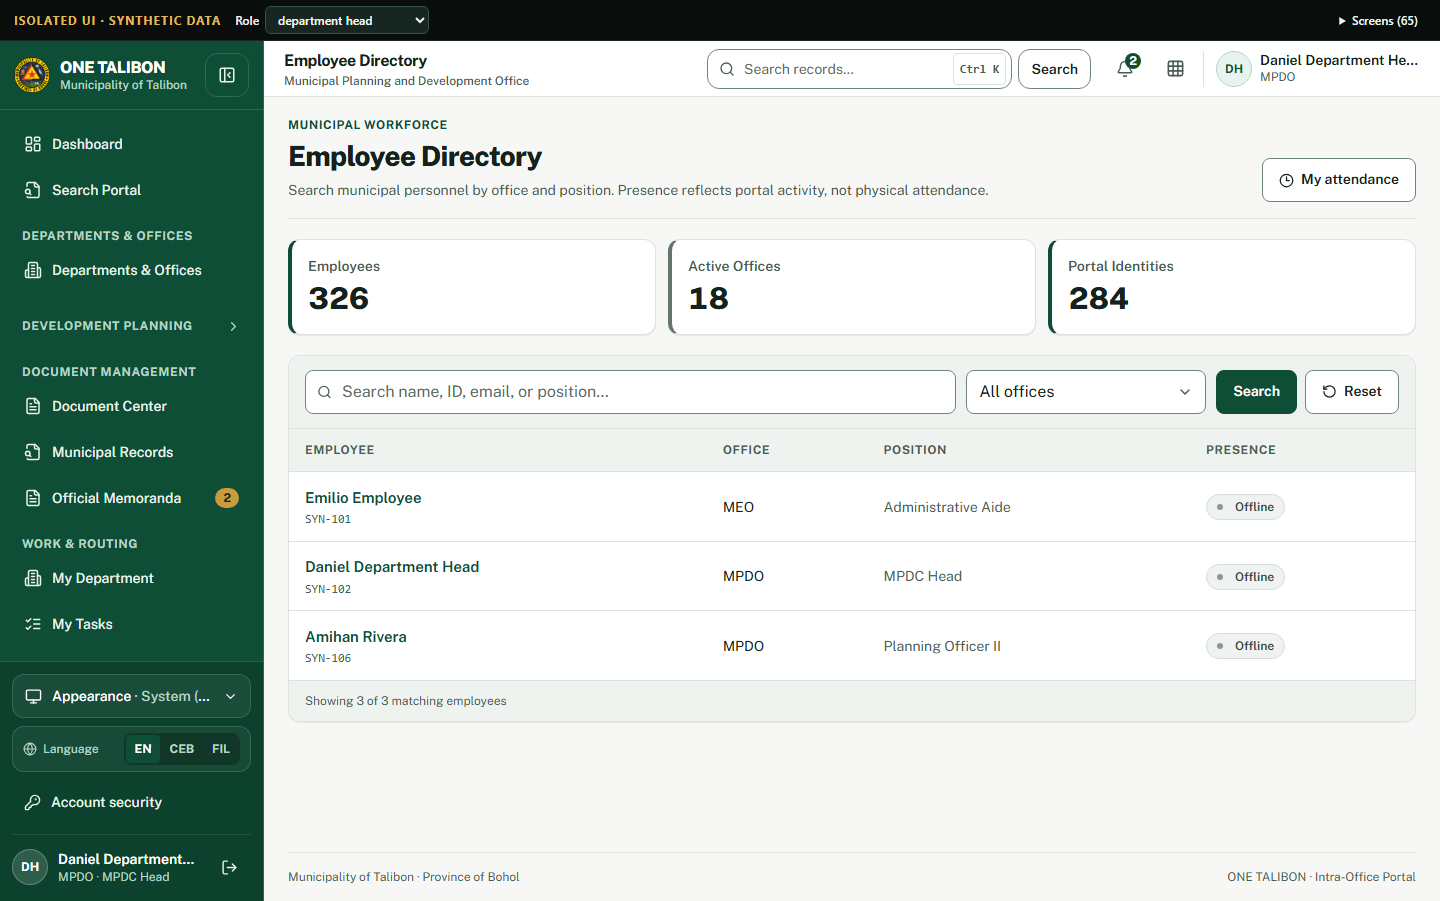 ISOLATED UI · SYNTHETIC DATA Role department head Screens (65)
ONE TALIBON
Municipality of Talibon
Dashboard
Search Portal
DEPARTMENTS & OFFICES
Departments & Offices
DEVELOPMENT PLANNING
DOCUMENT MANAGEMENT
Document Center
Municipal Records
Official Memoranda 2
WORK & ROUTING
My Department
My Tasks
Appearance · System (...
Language EN CEB FIL
Account security
DH Daniel Department...
MPDO · MPDC Head
Employee Directory
Municipal Planning and Development Office
Search records... Ctrl K Search 2
DH Daniel Department He...
MPDO
MUNICIPAL WORKFORCE
Employee Directory
Search municipal personnel by office and position. Presence reflects portal activity, not physical attendance.
My attendance
Employees
326
Active Offices
18
Portal Identities
284
Search name, ID, email, or position... All offices Search Reset
EMPLOYEE OFFICE POSITION PRESENCE
Emilio Employee
SYN-101
MEO Administrative Aide Offline
Daniel Department Head
SYN-102
MPDO MPDC Head Offline
Amihan Rivera
SYN-106
MPDO Planning Officer II Offline
Showing 3 of 3 matching employees
Municipality of Talibon · Province of Bohol ONE TALIBON · Intra-Office Portal